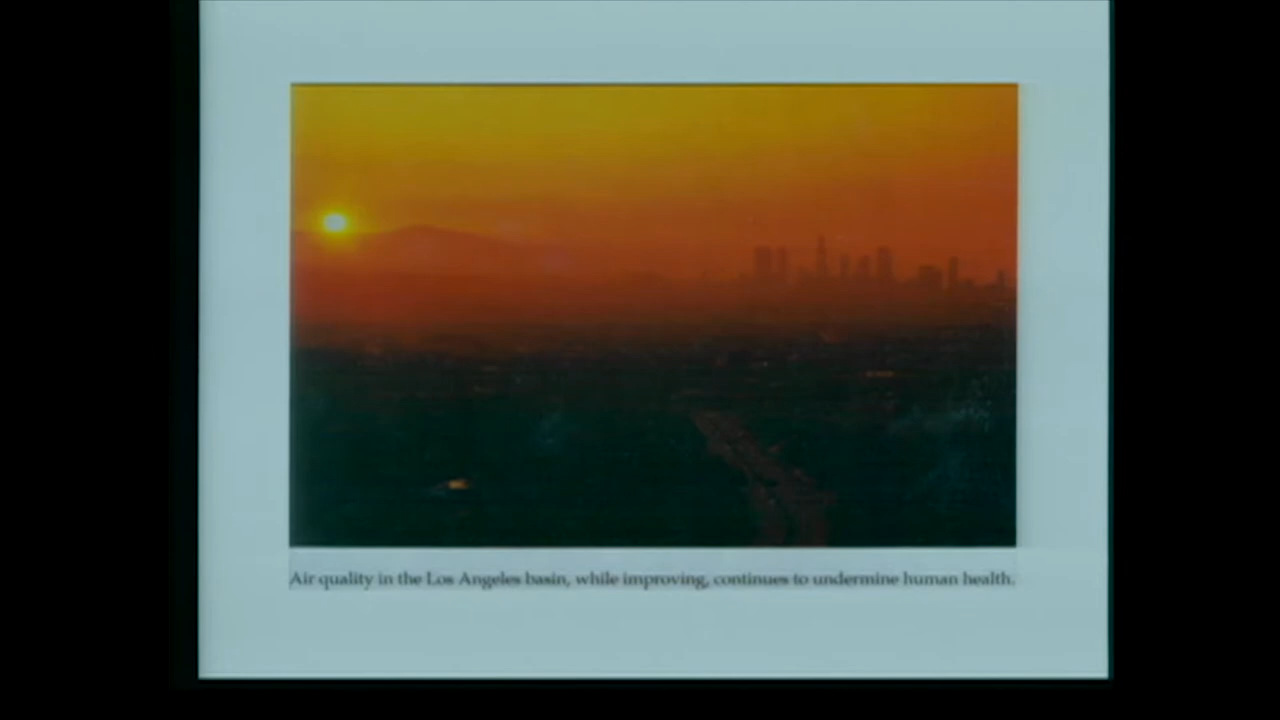 Air quality in the Los Angeles basin, while improving, continues to undermine human health.